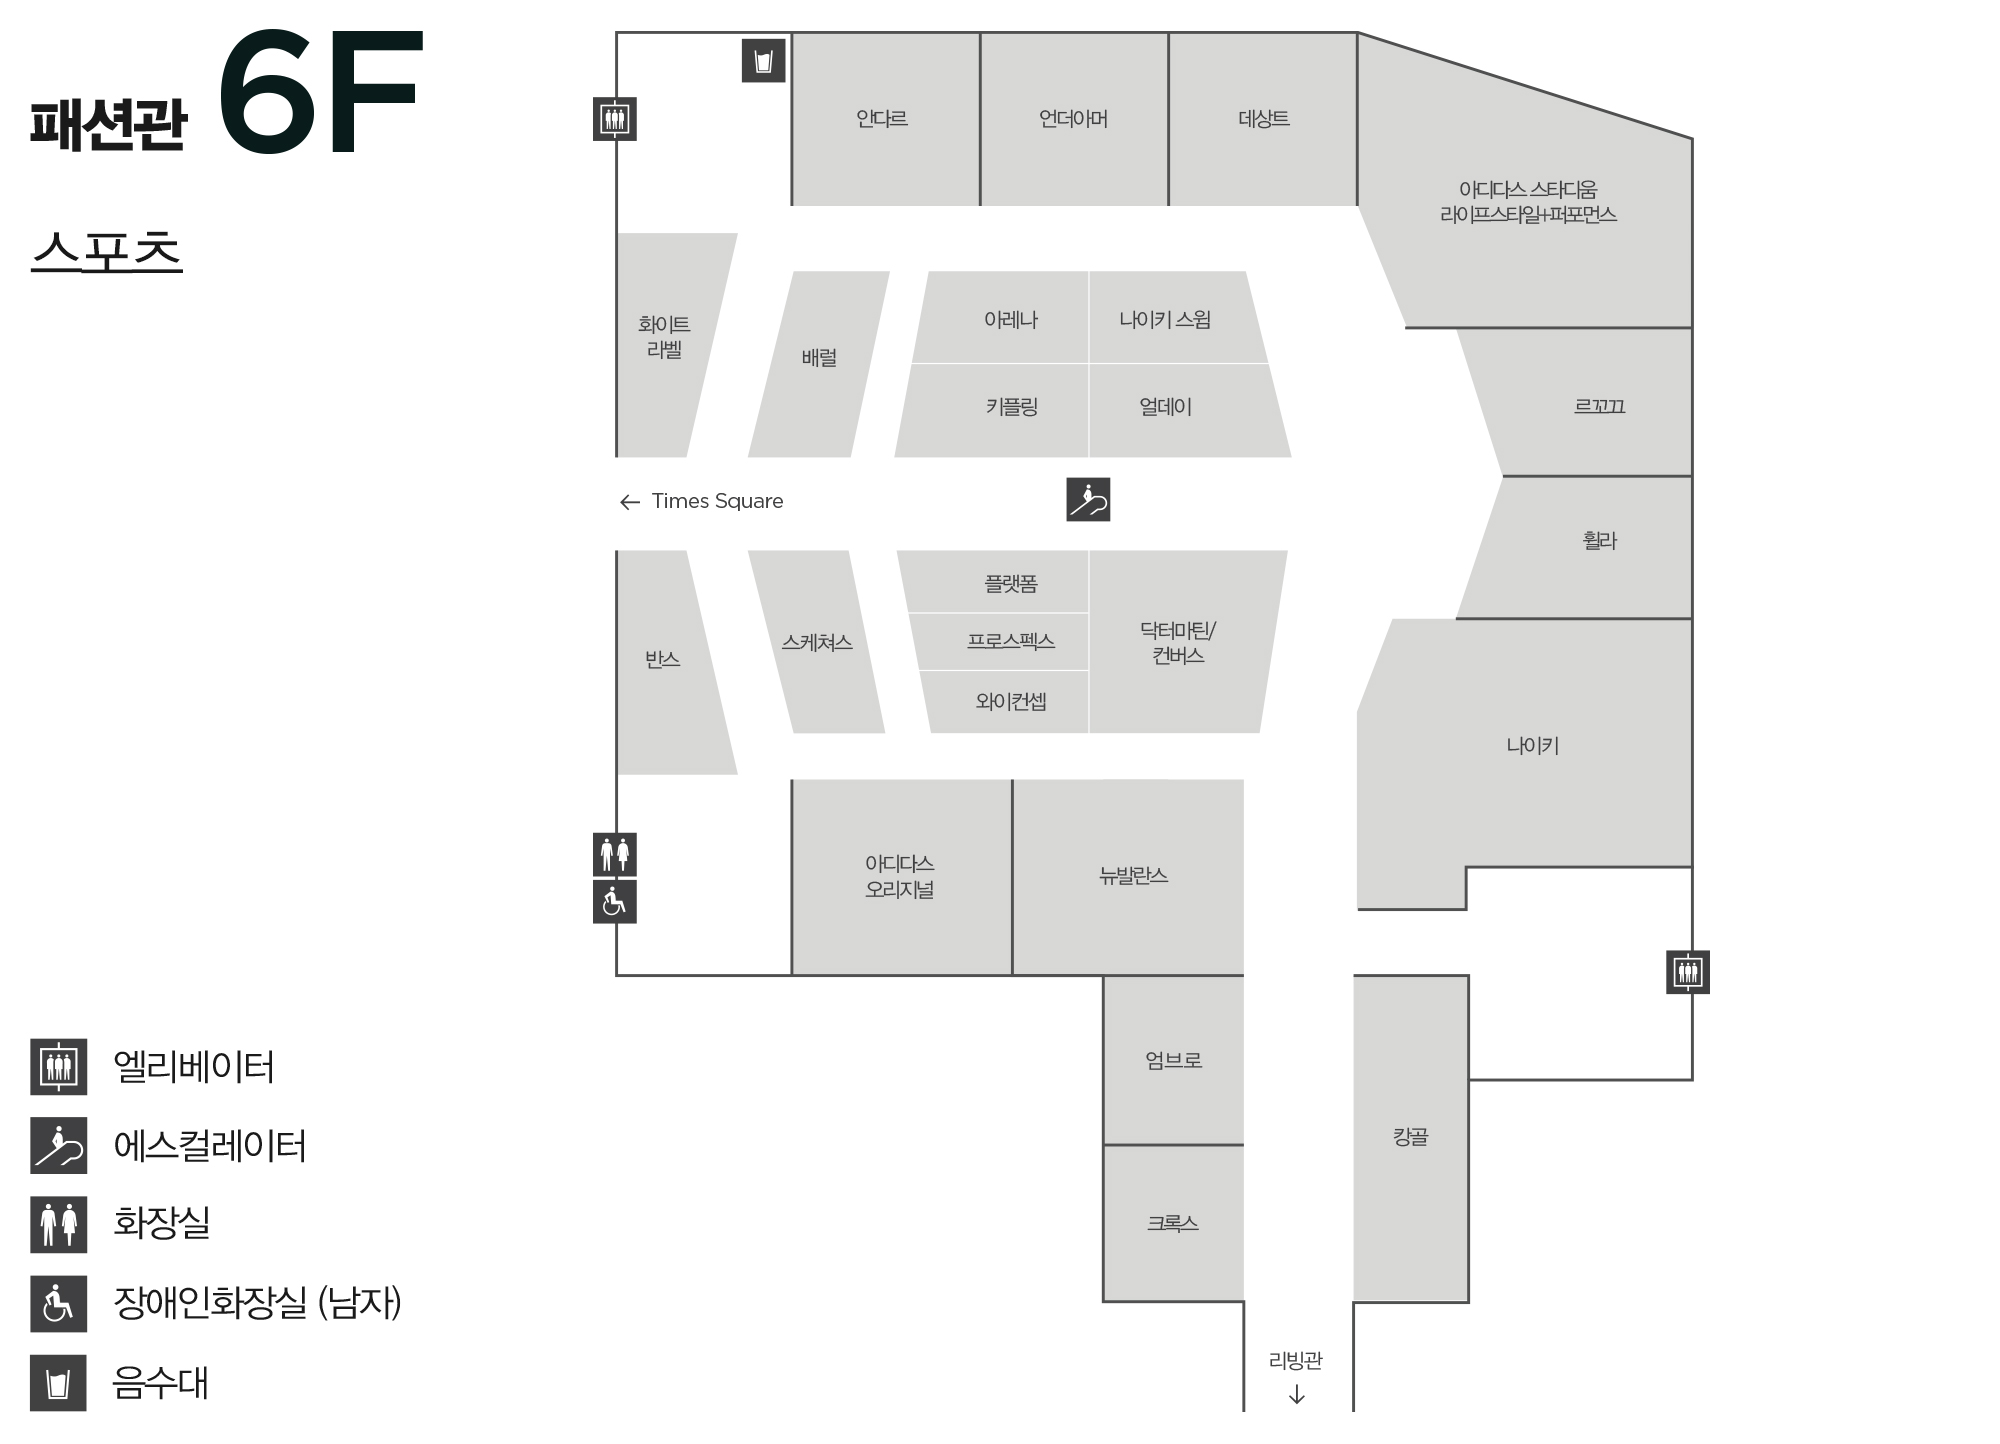 패션관 6F
스포츠
안다르
언더아머
데상트
아디다스 스타디움
라이프스타일+퍼포먼스
화이트
라벨
배럴
아레나
나이키 스윔
키플링
얼데이
르꼬끄
← Times Square
휠라
반스
스케쳐스
플랫폼
프로스펙스
와이컨셉
닥터마틴/
컨버스
나이키
아디다스
오리지널
뉴발란스
엄브로
캉골
크록스
리빙관
↓
엘리베이터
에스컬레이터
화장실
장애인화장실 (남자)
음수대